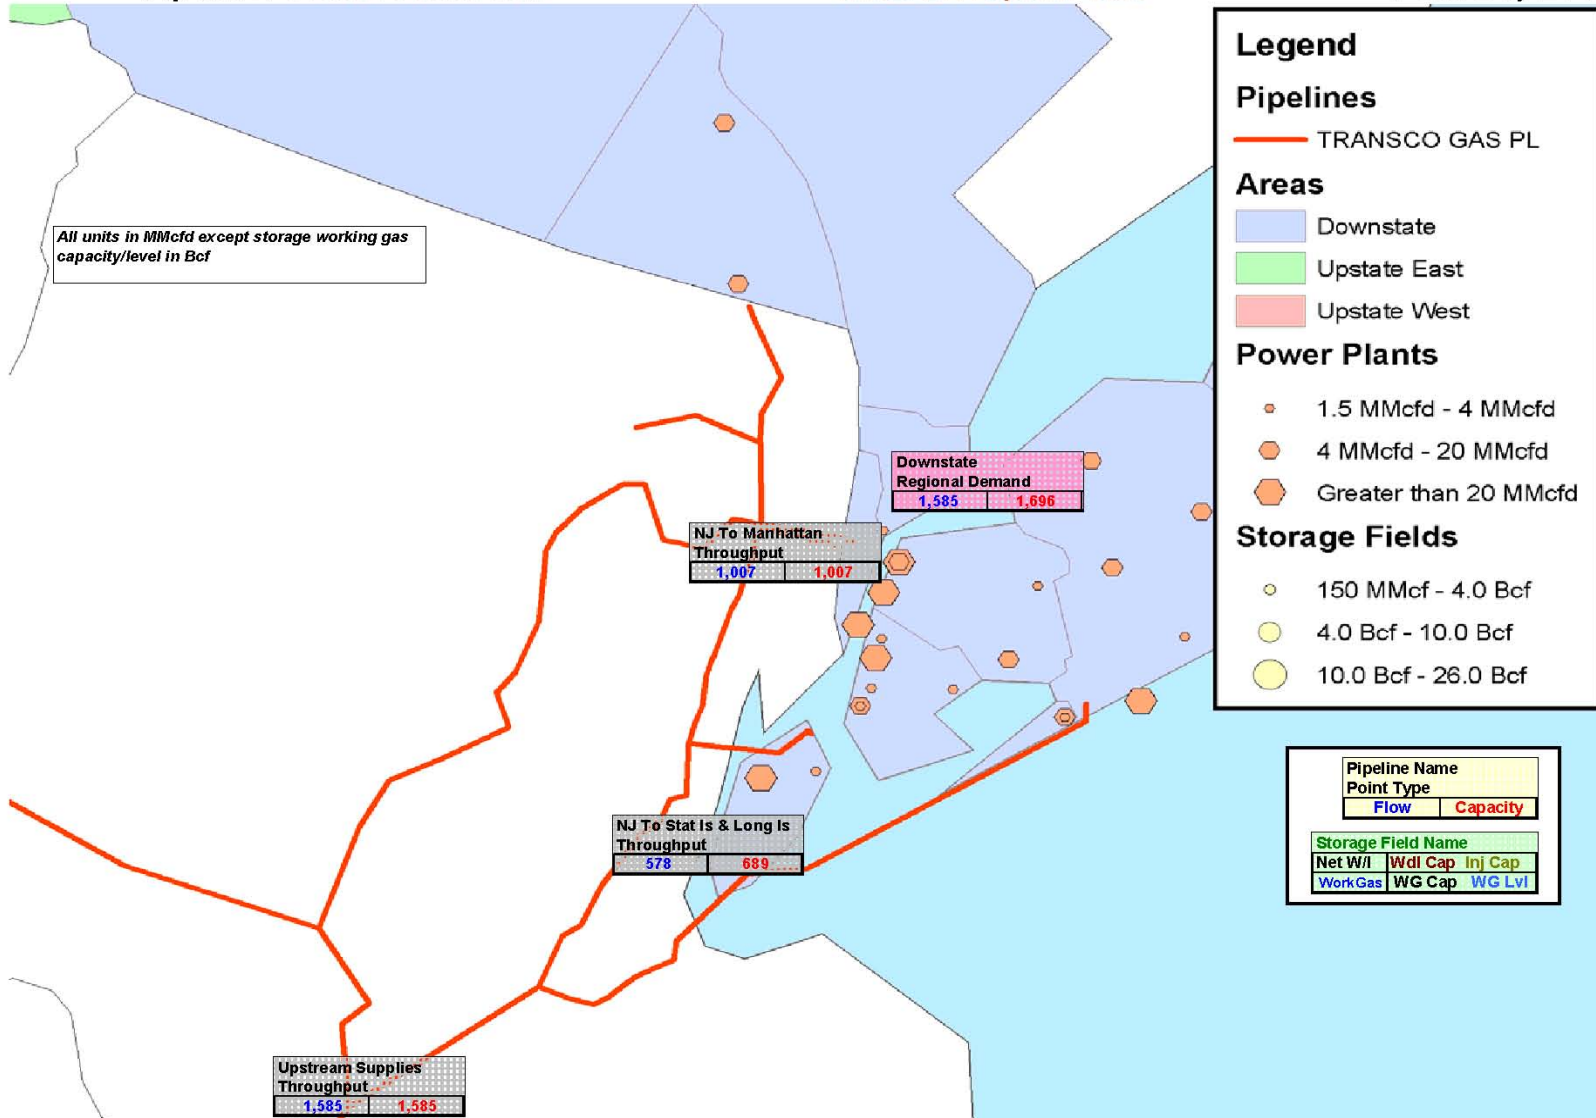 All units in MMcfd except storage working gas
capacity/level in Bcf
Downstate
Regional Demand
1,585 1,696
NJ To Manhattan
Throughput
1,007 1,007
NJ To Stat Is & Long Is
Throughput
578 689
Upstream Supplies
Throughput
1,585 1,585
Legend
Pipelines
TRANSCO GAS PL
Areas
Downstate
Upstate East
Upstate West
Power Plants
1.5 MMcfd - 4 MMcfd
4 MMcfd - 20 MMcfd
Greater than 20 MMcfd
Storage Fields
150 MMcf - 4.0 Bcf
4.0 Bcf - 10.0 Bcf
10.0 Bcf - 26.0 Bcf
Pipeline Name
Point Type
Flow Capacity
Storage Field Name
Net W/I Wdl Cap Inj Cap
WorkGas WG Cap WG Lvl